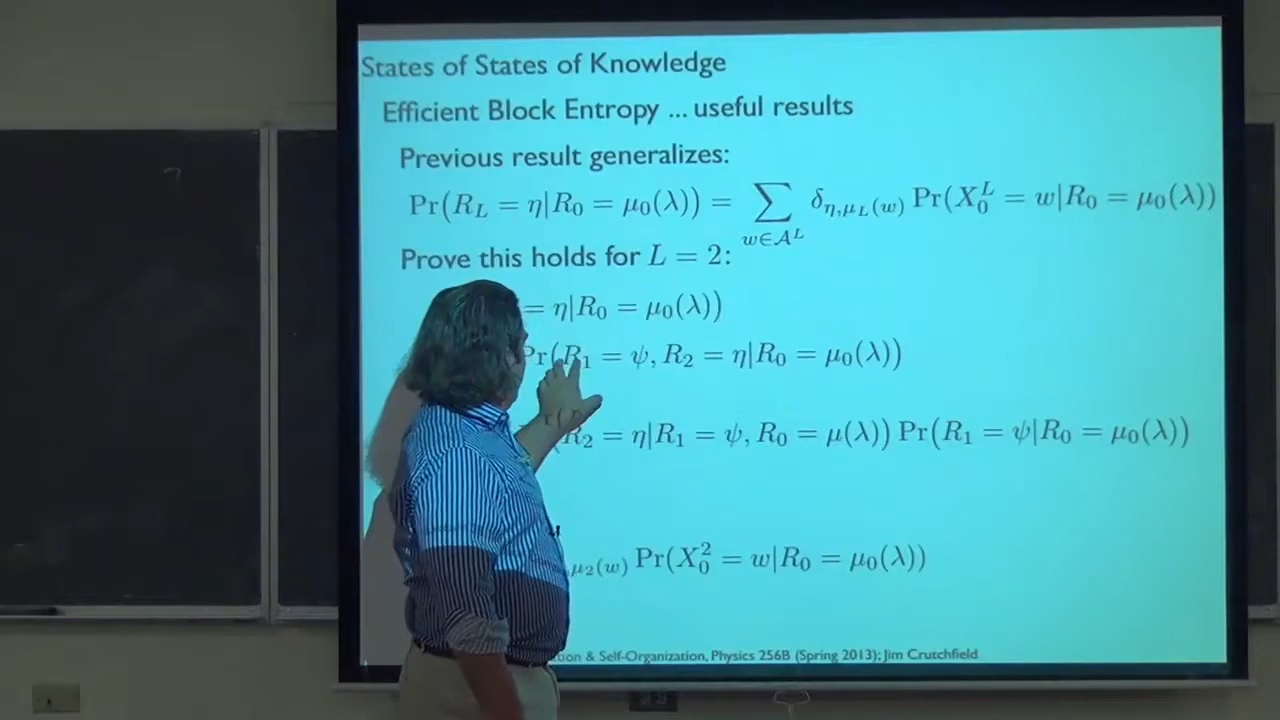 States of States of Knowledge
Efficient Block Entropy ... useful results
Previous result generalizes:
Pr(R_L = η|R_0 = μ_0(λ)) = ∑_{w∈A^L} δ_{η,μ_L(w)} Pr(X_0^L = w|R_0 = μ_0(λ))
Prove this holds for L = 2:
= η|R_0 = μ_0(λ))
Pr(R_1 = ψ, R_2 = η|R_0 = μ_0(λ))
R_2 = η|R_1 = ψ, R_0 = μ(λ)) Pr(R_1 = ψ|R_0 = μ_0(λ))
μ_2(w) Pr(X_0^2 = w|R_0 = μ_0(λ))
& Self-Organization, Physics 256B (Spring 2013); Jim Crutchfield